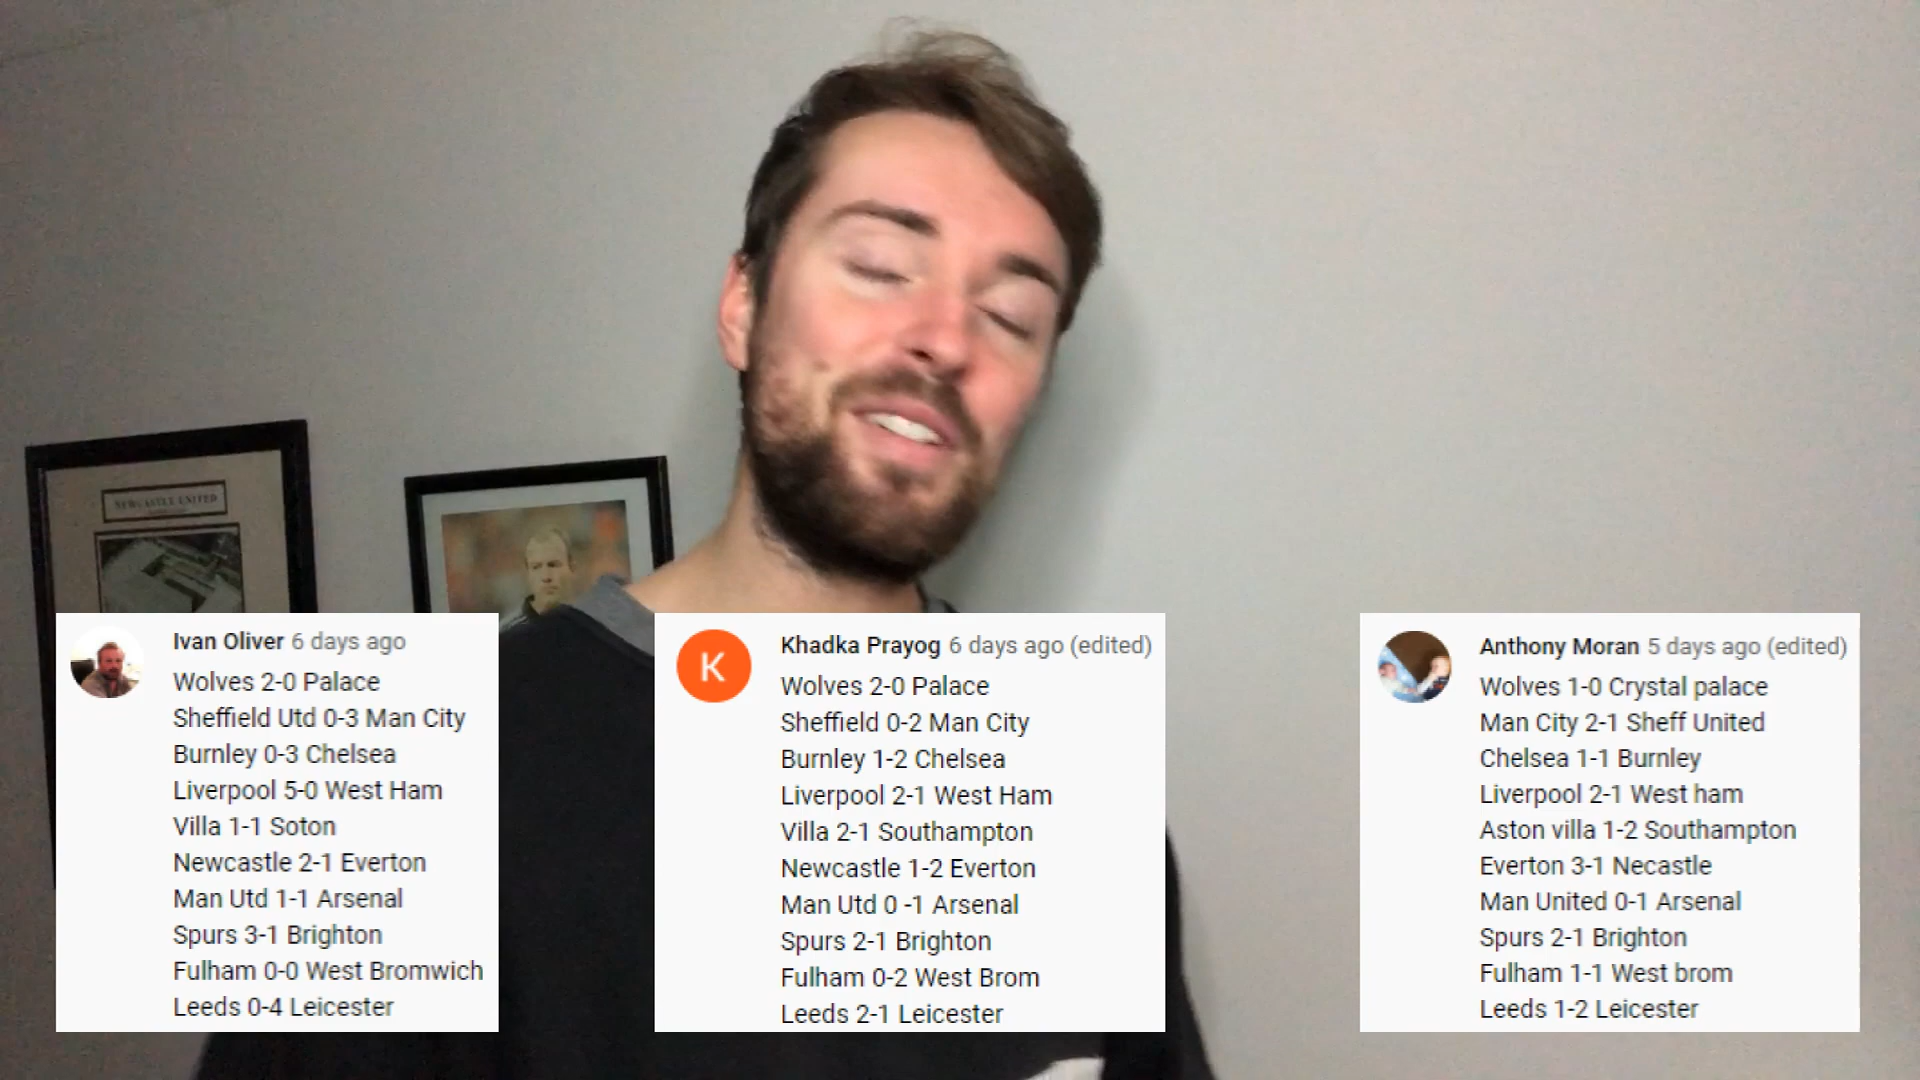 NEWCASTLE UNITED
Ivan Oliver 6 days ago
Wolves 2-0 Palace
Sheffield Utd 0-3 Man City
Burnley 0-3 Chelsea
Liverpool 5-0 West Ham
Villa 1-1 Soton
Newcastle 2-1 Everton
Man Utd 1-1 Arsenal
Spurs 3-1 Brighton
Fulham 0-0 West Bromwich
Leeds 0-4 Leicester
K
Khadka Prayog 6 days ago (edited)
Wolves 2-0 Palace
Sheffield 0-2 Man City
Burnley 1-2 Chelsea
Liverpool 2-1 West Ham
Villa 2-1 Southampton
Newcastle 1-2 Everton
Man Utd 0 -1 Arsenal
Spurs 2-1 Brighton
Fulham 0-2 West Brom
Leeds 2-1 Leicester
Anthony Moran 5 days ago (edited)
Wolves 1-0 Crystal palace
Man City 2-1 Sheff United
Chelsea 1-1 Burnley
Liverpool 2-1 West ham
Aston villa 1-2 Southampton
Everton 3-1 Necastle
Man United 0-1 Arsenal
Spurs 2-1 Brighton
Fulham 1-1 West brom
Leeds 1-2 Leicester